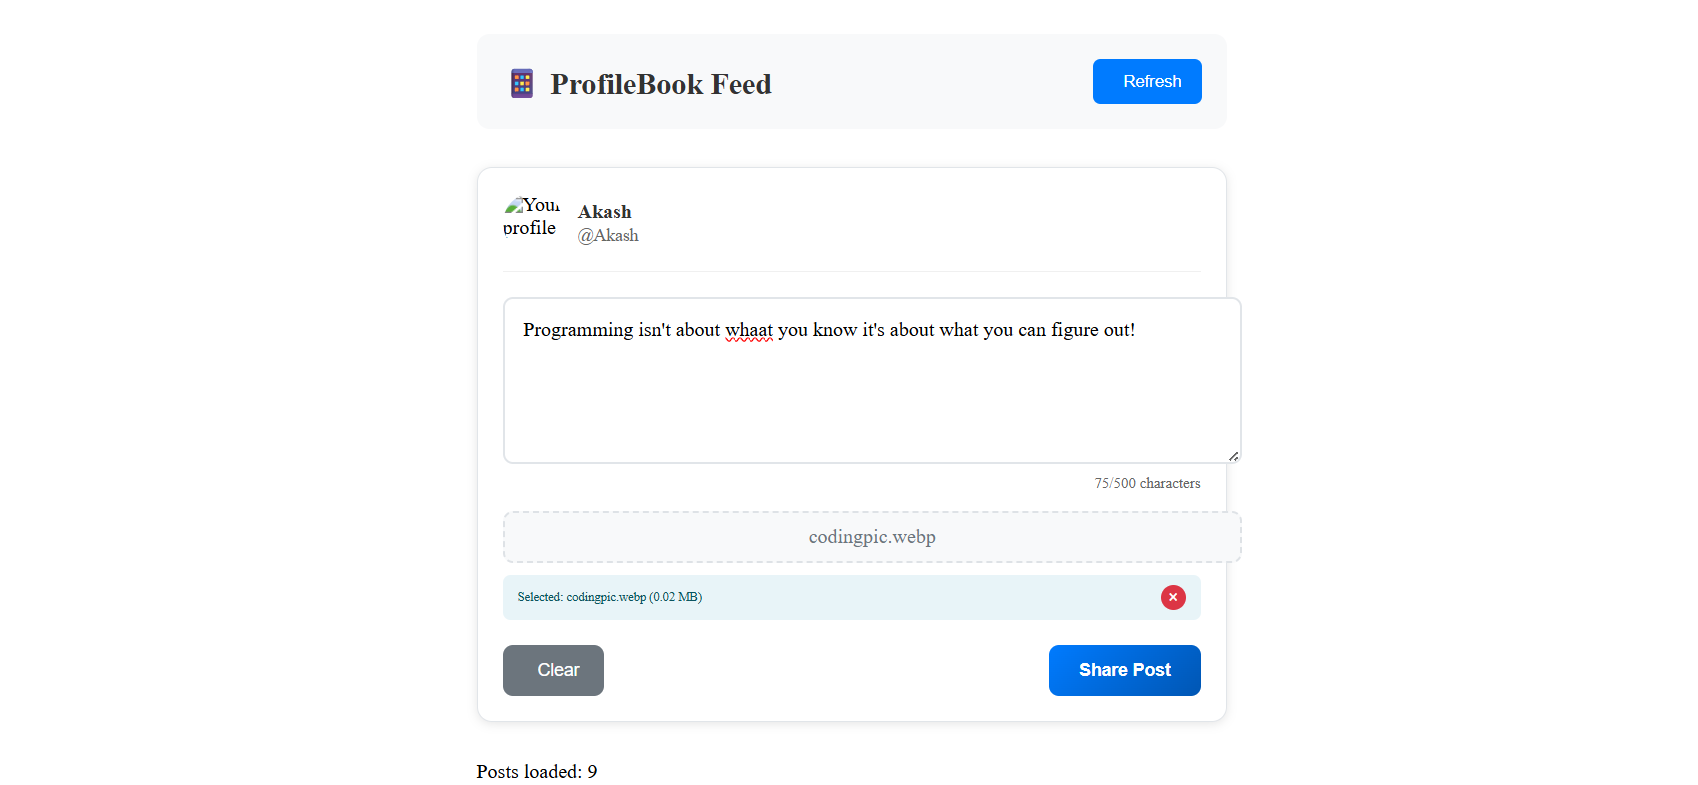 ProfileBook Feed
Refresh
Your
profile
Akash
@Akash
Programming isn't about whaat you know it's about what you can figure out!
75/500 characters
codingpic.webp
Selected: codingpic.webp (0.02 MB)
Clear
Share Post
Posts loaded: 9